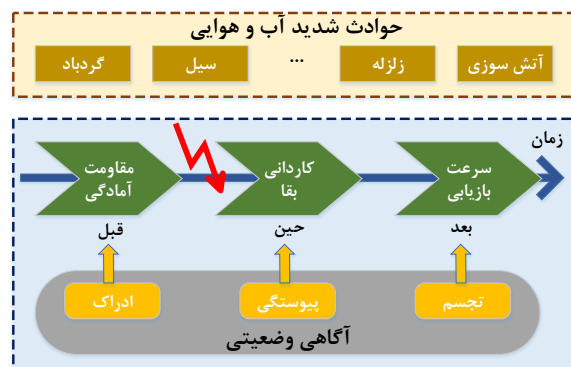 حوادث شدید آب و هوایی
آتش سوزی
زلزله
...
سیل
گردباد
زمان
مقاومت
آمادگی
کاردانی
بقا
سرعت
بازیابی
قبل
حین
بعد
ادراک
پیوستگی
تجسم
آگاهی وضعیتی